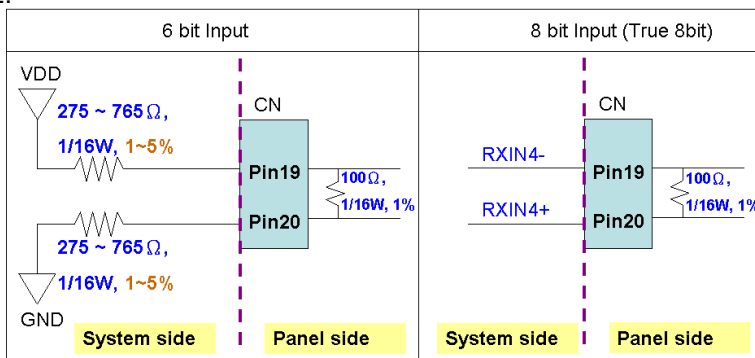 6 bit Input
8 bit Input (True 8bit)
VDD
275 ~ 765Ω,
1/16W, 1~5%
CN
Pin19
100Ω,
1/16W, 1%
Pin20
275 ~ 765Ω,
1/16W, 1~5%
GND
System side
Panel side
CN
RXIN4-
Pin19
100Ω,
1/16W, 1%
RXIN4+
Pin20
System side
Panel side